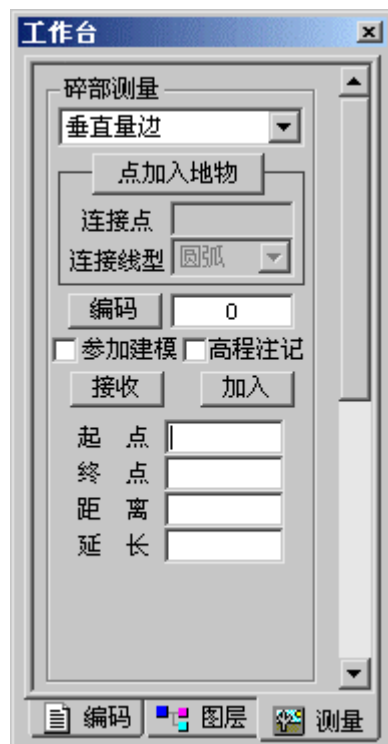 工作台
碎部测量
垂直量边
点加入地物
连接点
连接线型 圆弧
编码 0
参加建模 高程注记
接收 加入
起 点
终 点
距 离
延 长
编码 图层 测量